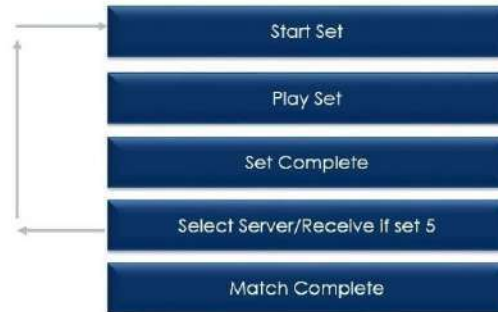 Start Set
Play Set
Set Complete
Select Server/Receive if set 5
Match Complete